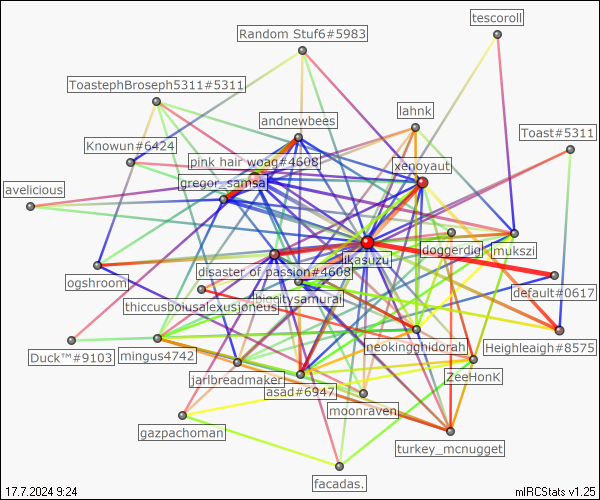 tescoroll
Random Stuf6#5983
ToastephBroseph5311#5311
lahnk
andnewbees
Toast#5311
Knowun#6424
pink hair woag#4608
xenoyaut
gregor_samsa
avelicious
ikasuzu
doggerdig
mukszi
disaster of passion#4608
ogshroom
default#0617
thiccusbolusalexusjoneus
bigcitysamurai
neokingghidorah
Heighleaigh#8575
Duck™#9103
mingus4742
jarlbreadmaker
ZeeHonK
asad#6947
moonraven
gazpachoman
turkey_mcnugget
facadas.
17.7.2024 9:24
mIRCStats v1.25